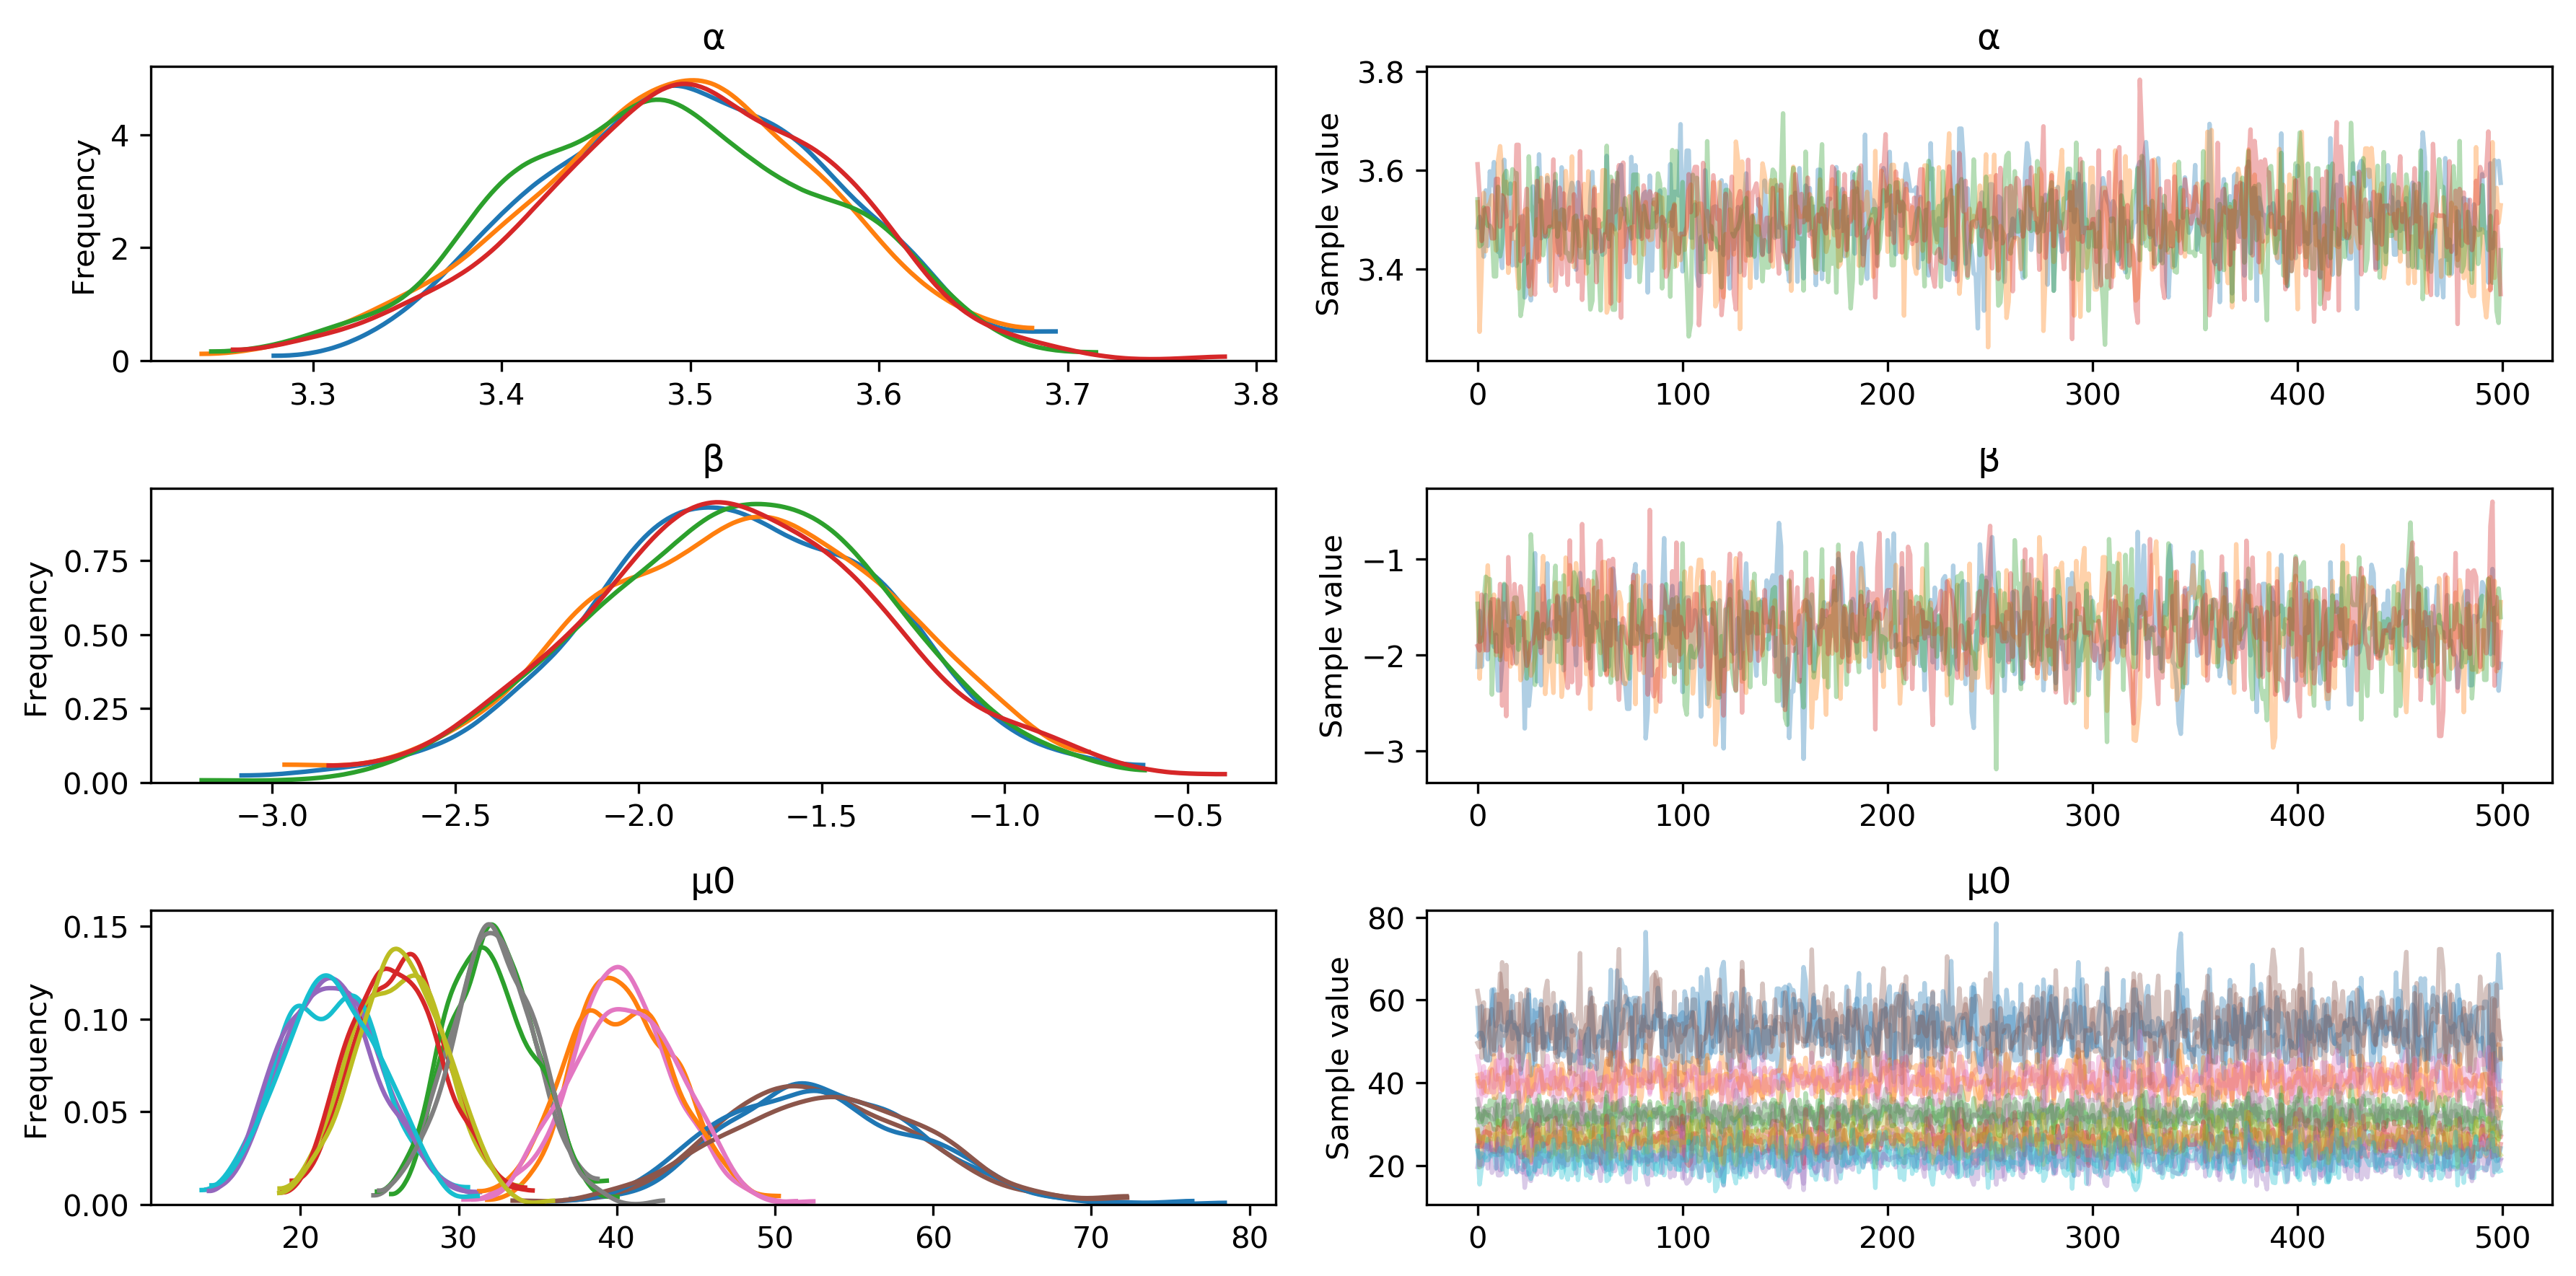 α
Frequency
4
2
0
3.3 3.4 3.5 3.6 3.7 3.8
α
Sample value
3.8
3.6
3.4
0 100 200 300 400 500
β
Frequency
0.75
0.50
0.25
0.00
−3.0 −2.5 −2.0 −1.5 −1.0 −0.5
β
Sample value
−1
−2
−3
0 100 200 300 400 500
μ0
Frequency
0.15
0.10
0.05
0.00
20 30 40 50 60 70 80
μ0
Sample value
80
60
40
20
0 100 200 300 400 500